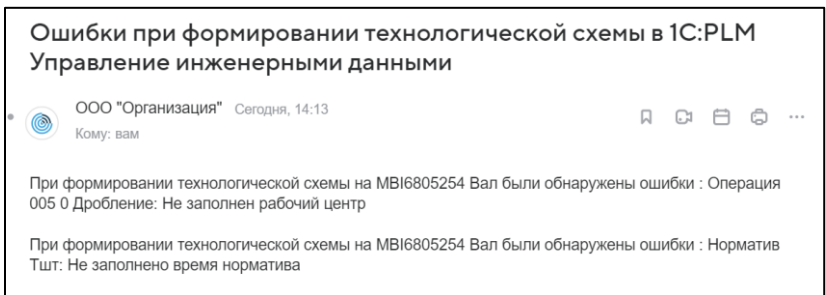 Ошибки при формировании технологической схемы в 1С:PLM
Управление инженерными данными
ООО "Организация" Сегодня, 14:13
Кому: вам
При формировании технологической схемы на MBI6805254 Вал были обнаружены ошибки : Операция
005 0 Дробление: Не заполнен рабочий центр
При формировании технологической схемы на MBI6805254 Вал были обнаружены ошибки : Норматив
Тшт: Не заполнено время норматива